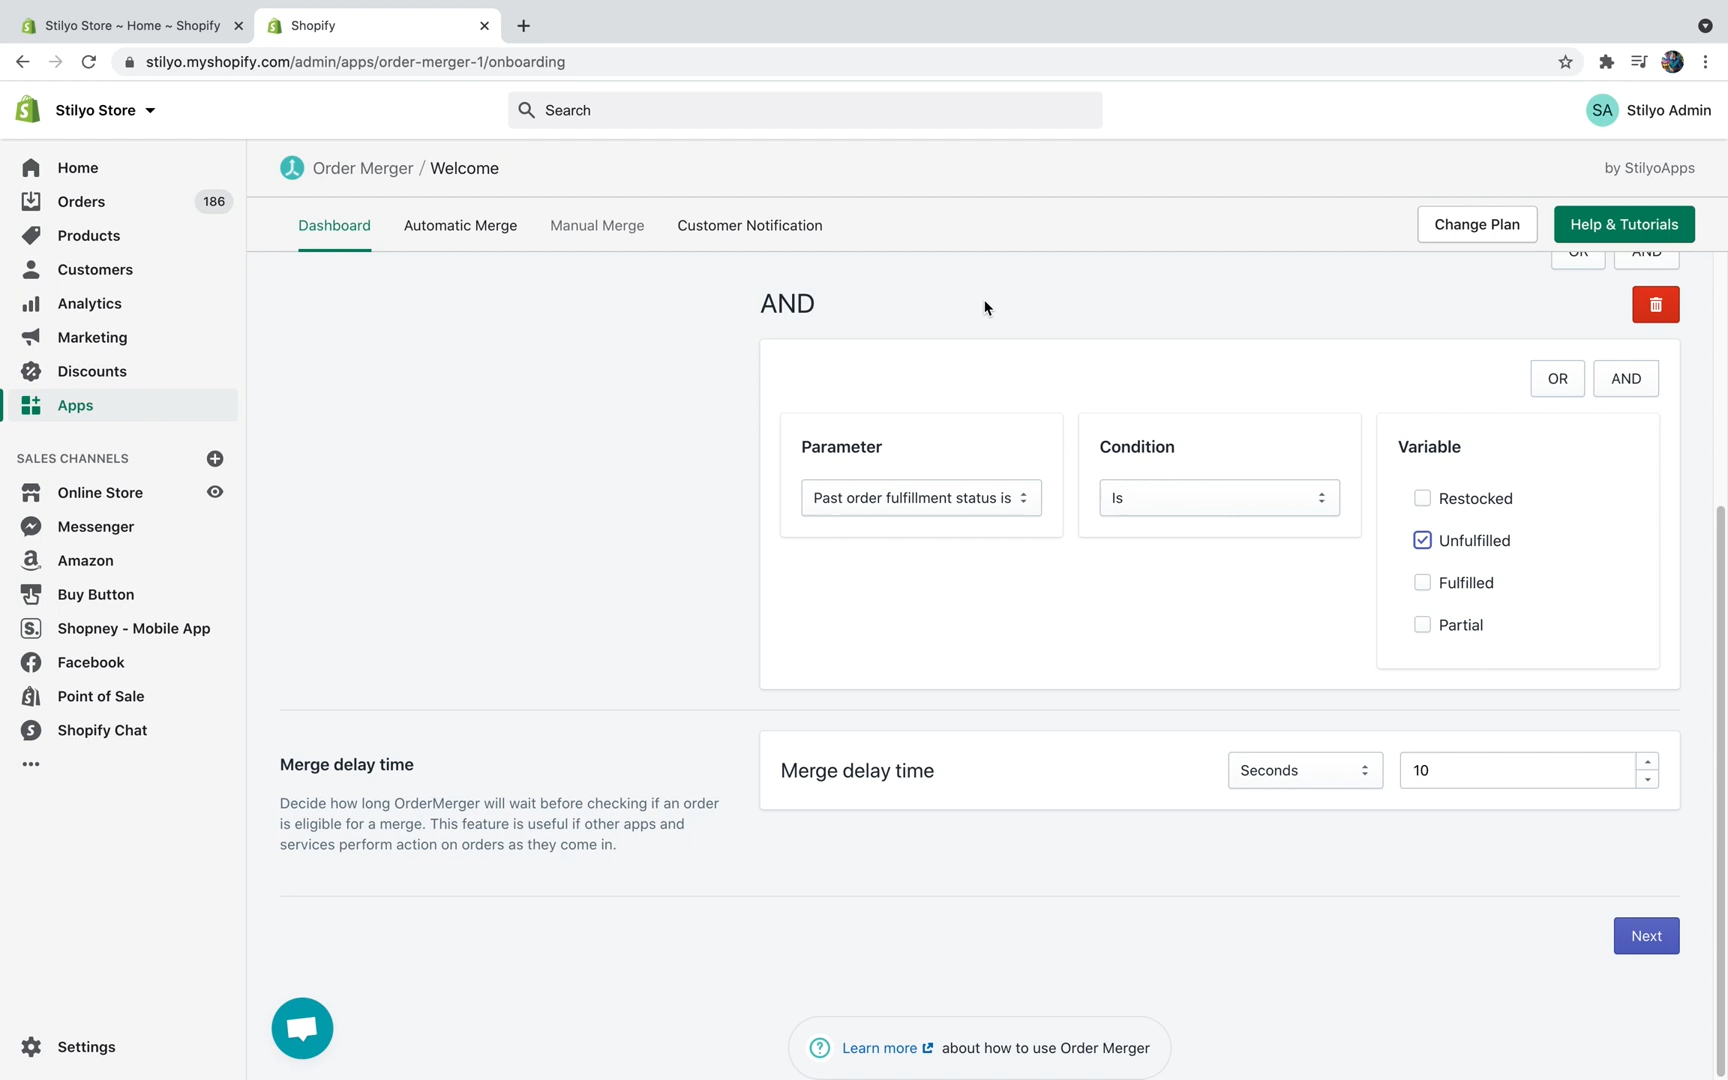 Stilyo Store ~ Home ~ Shopify
Shopify
stilyo.myshopify.com/admin/apps/order-merger-1/onboarding
Stilyo Store
Search
SA Stilyo Admin
Home
Orders 186
Products
Customers
Analytics
Marketing
Discounts
Apps
SALES CHANNELS
Online Store
Messenger
Amazon
Buy Button
Shopney - Mobile App
Facebook
Point of Sale
Shopify Chat
Settings
Order Merger / Welcome
by StilyoApps
Dashboard Automatic Merge Manual Merge Customer Notification
Change Plan Help & Tutorials
OR AND
AND
OR AND
Parameter
Past order fulfillment status is
Condition
Is
Variable
Restocked
Unfulfilled
Fulfilled
Partial
Merge delay time
Decide how long OrderMerger will wait before checking if an order
is eligible for a merge. This feature is useful if other apps and
services perform action on orders as they come in.
Merge delay time Seconds 10
Next
? Learn more about how to use Order Merger